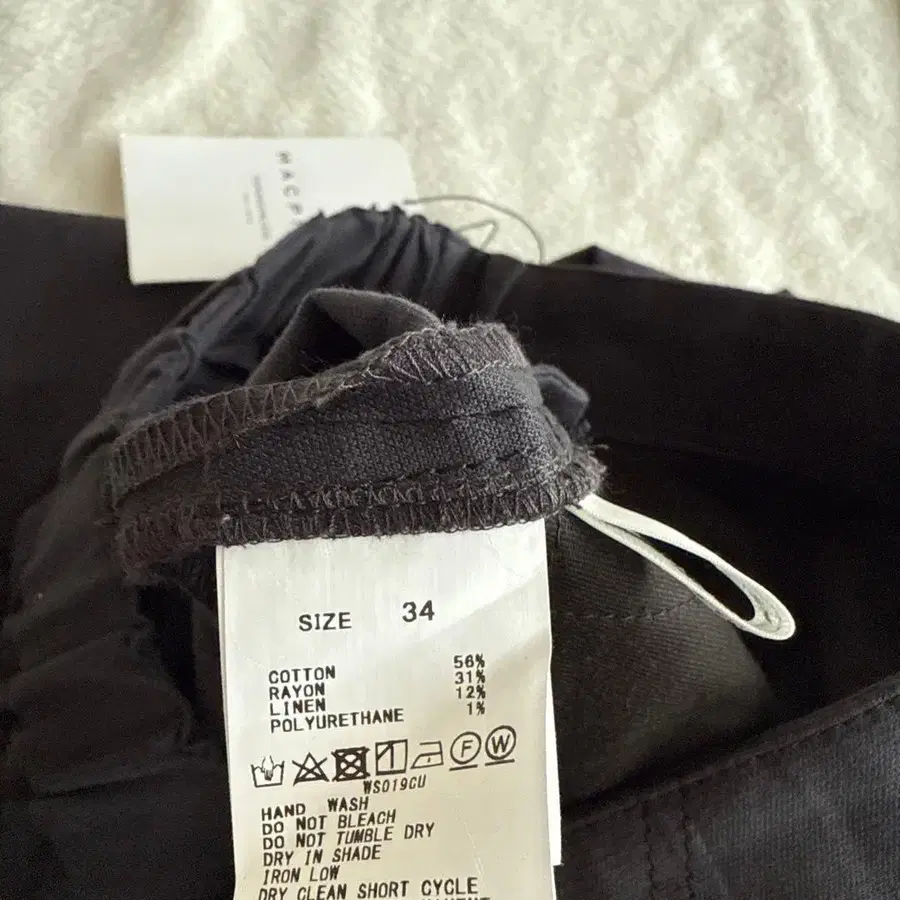 SIZE 34
COTTON 56%
RAYON 31%
LINEN 12%
POLYURETHANE 1%
F W
WS019CU
HAND WASH
DO NOT BLEACH
DO NOT TUMBLE DRY
DRY IN SHADE
IRON LOW
DRY CLEAN SHORT CYCLE